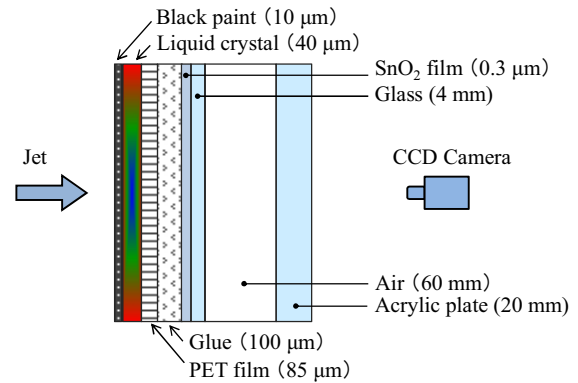 Black paint (10 μm)
Liquid crystal (40 μm)
SnO₂ film (0.3 μm)
Glass (4 mm)
Jet
CCD Camera
Air (60 mm)
Acrylic plate (20 mm)
Glue (100 μm)
PET film (85 μm)